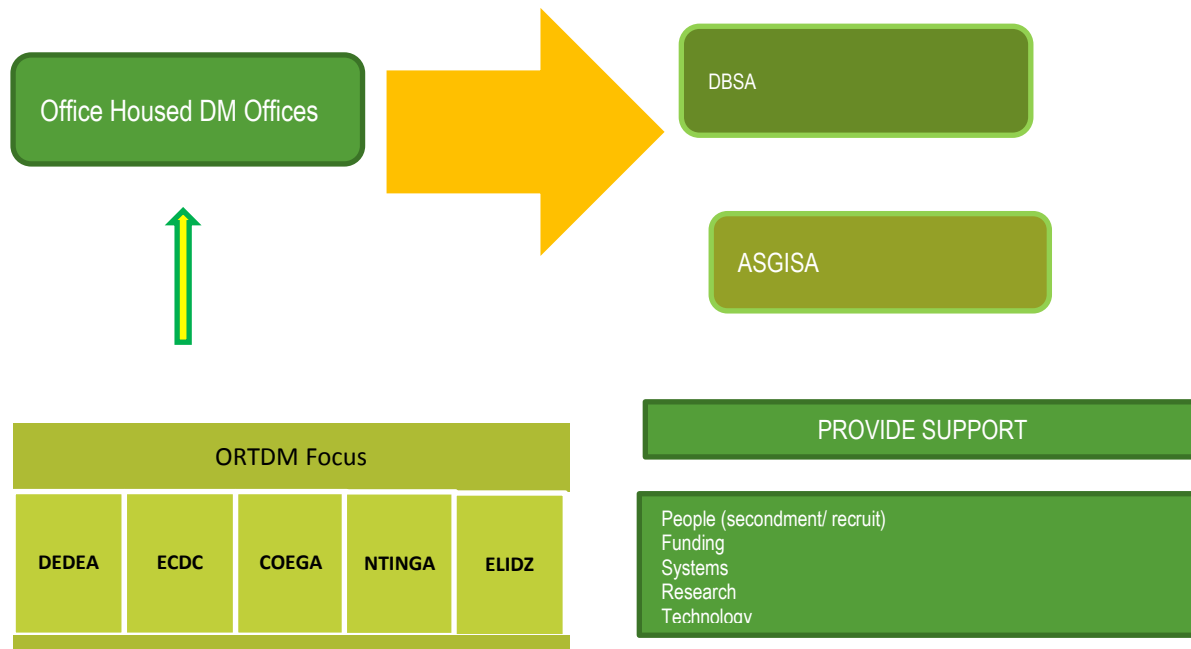 Office Housed DM Offices
DBSA
ASGISA
ORTDM Focus
DEDEA
ECDC
COEGA
NTINGA
ELIDZ
PROVIDE SUPPORT
People (secondment/ recruit)
Funding
Systems
Research
Technology